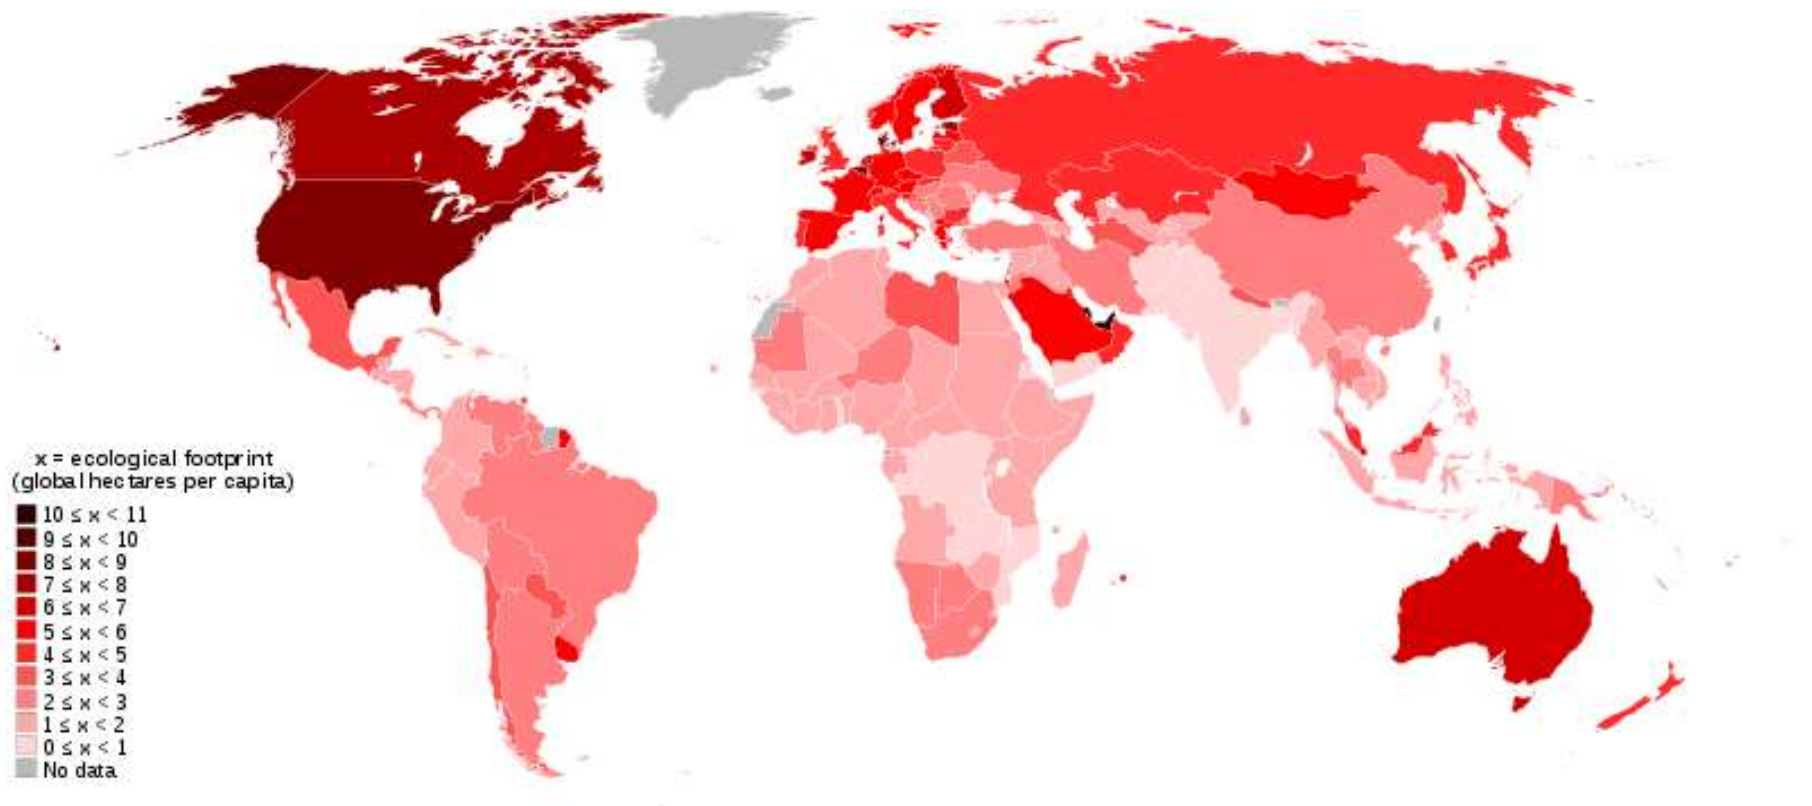 x = ecological footprint
(global hectares per capita)
10 ≤ x < 11
9 ≤ x < 10
8 ≤ x < 9
7 ≤ x < 8
6 ≤ x < 7
5 ≤ x < 6
4 ≤ x < 5
3 ≤ x < 4
2 ≤ x < 3
1 ≤ x < 2
0 ≤ x < 1
No data